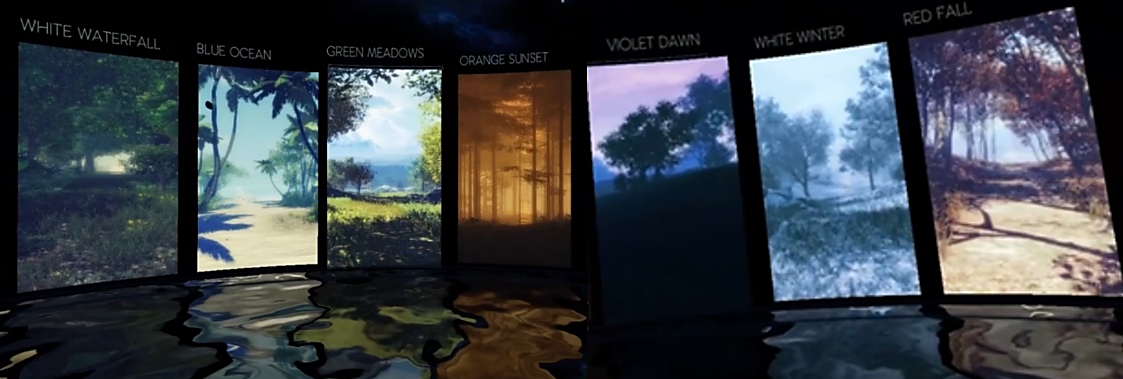 WHITE WATERFALL
BLUE OCEAN
GREEN MEADOWS
ORANGE SUNSET
VIOLET DAWN
WHITE WINTER
RED FALL